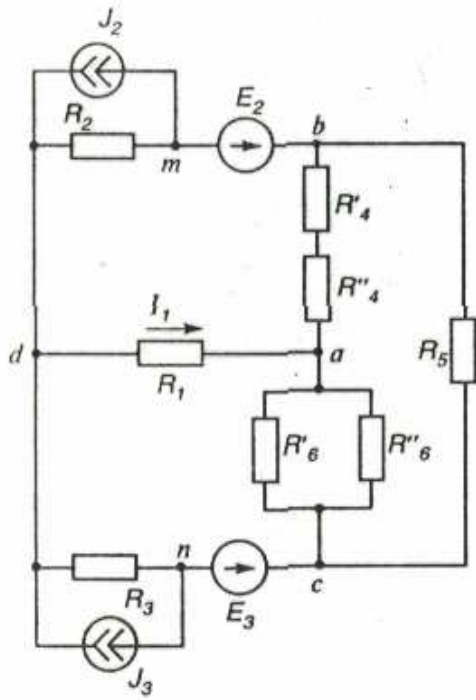 J₂
R₂
E₂
m
b
R'₄
R"₄
I₁
d
a
R₅
R₁
R'₆
R"₆
n
R₃
E₃
c
J₃